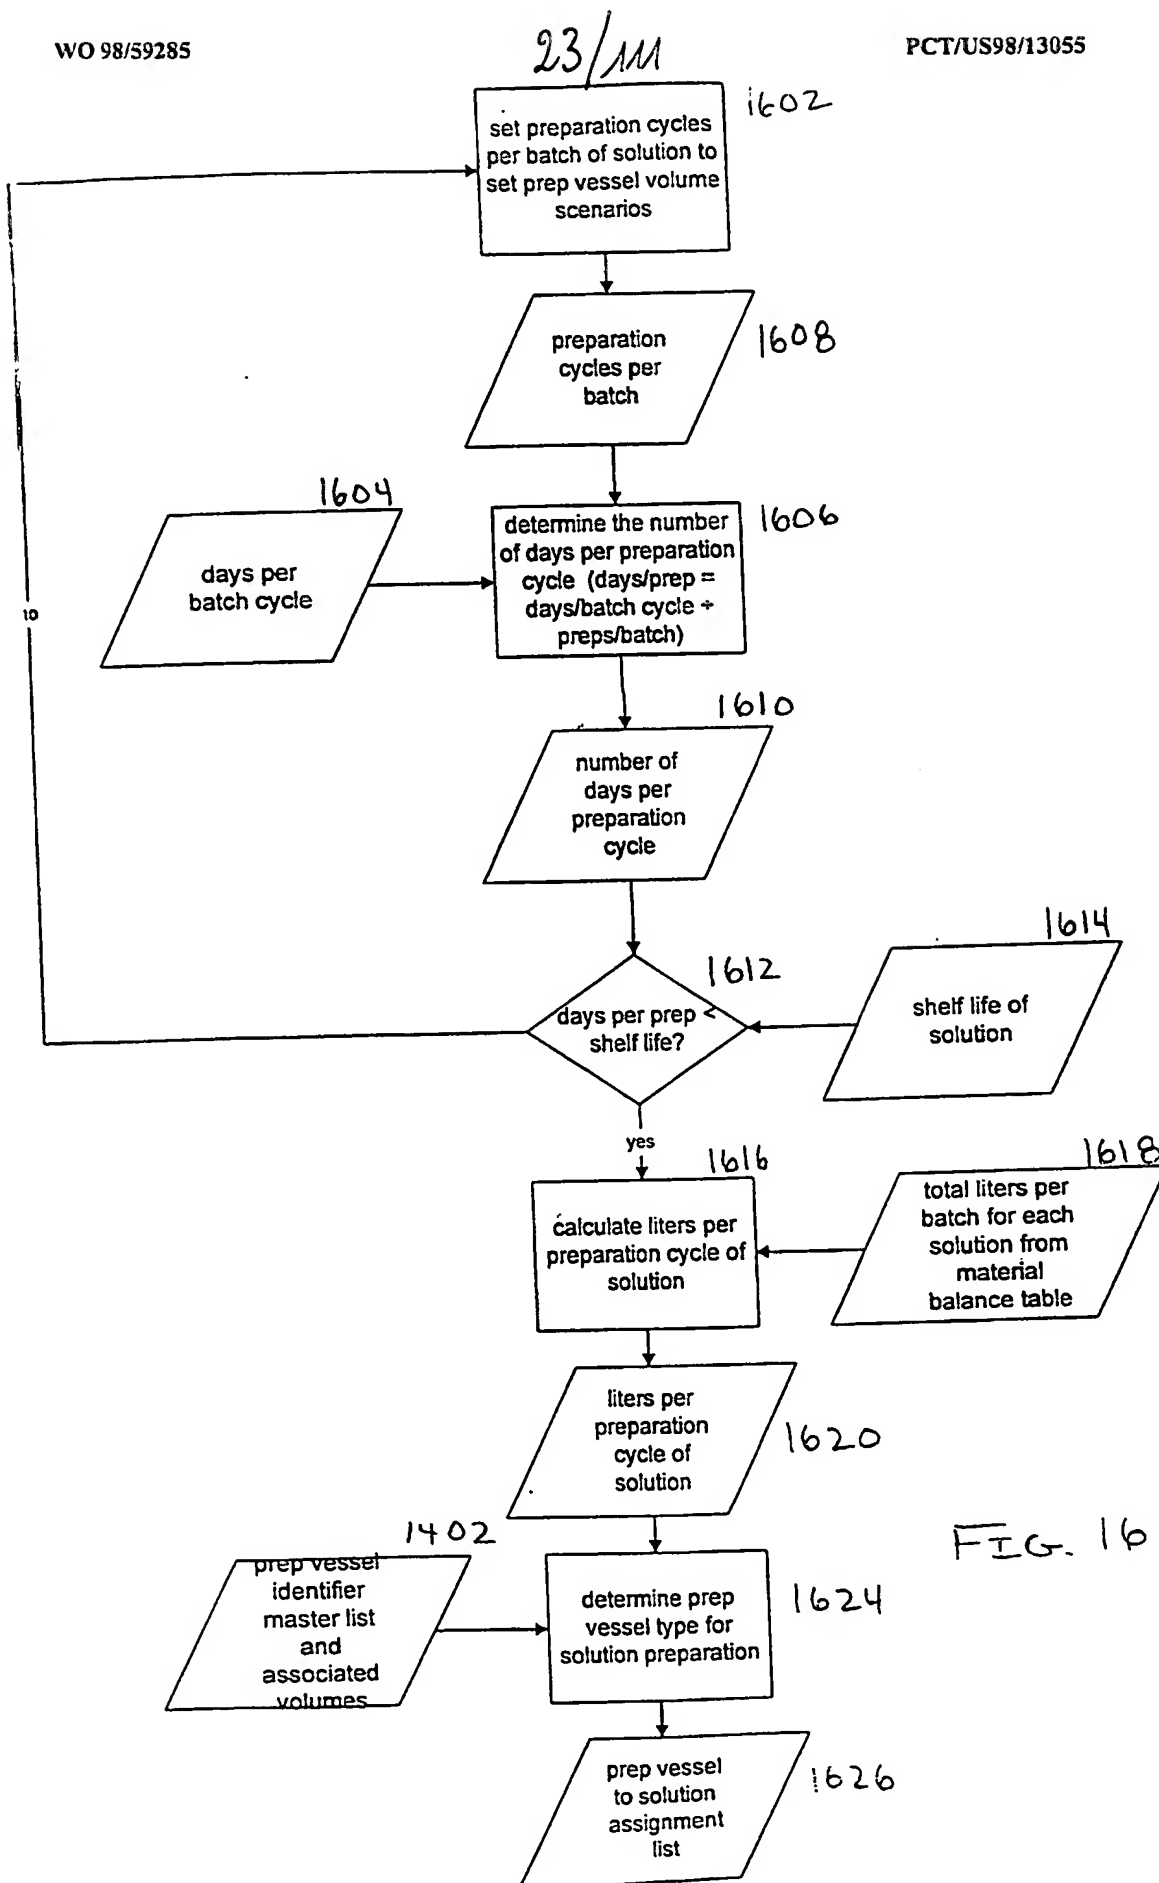 WO 98/59285
23/111
PCT/US98/13055
1602
set preparation cycles
per batch of solution to
set prep vessel volume
scenarios
1608
preparation
cycles per
batch
1604
days per
batch cycle
1606
determine the number
of days per preparation
cycle (days/prep =
days/batch cycle ÷
preps/batch)
1610
number of
days per
preparation
cycle
1612
days per prep <
shelf life?
1614
shelf life of
solution
yes
1616
calculate liters per
preparation cycle of
solution
1618
total liters per
batch for each
solution from
material
balance table
liters per
preparation
cycle of
solution
1620
1402
prep vessel
identifier
master list
and
associated
volumes
determine prep
vessel type for
solution preparation
1624
FIG. 16
prep vessel
to solution
assignment
list
1626